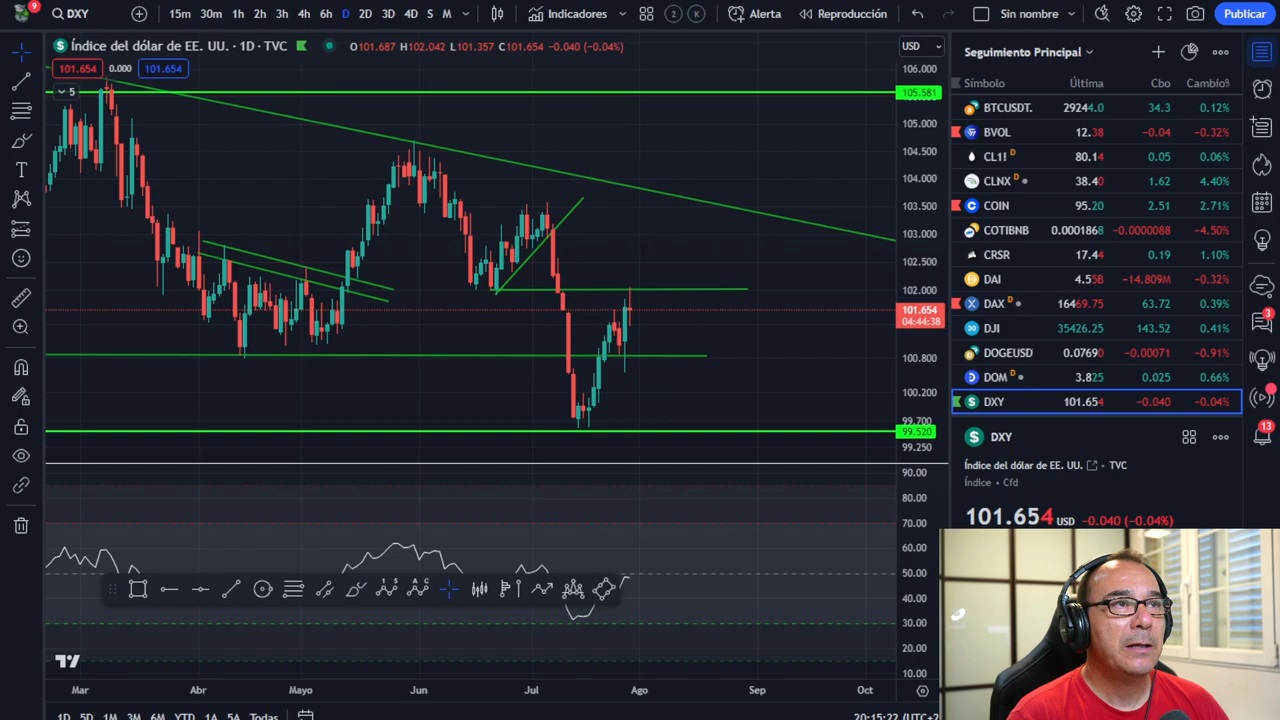 9
DXY
15m 30m 1h 2h 3h 4h 6h D 2D 3D 4D S M
Indicadores
2 K
Alerta
Reproducción
Sin nombre
Publicar
Índice del dólar de EE. UU. · 1D · TVC
O101.687 H102.042 L101.357 C101.654 -0.040 (-0.04%)
101.654 0.000 101.654
5
USD
106.000
105.581
105.000
104.500
104.000
103.500
103.000
102.500
102.000
101.654
04:44:38
100.800
100.200
99.700
99.520
99.250
90.00
80.00
70.00
60.00
50.00
40.00
30.00
20.00
10.00
Mar Abr Mayo Jun Jul Ago Sep Oct
1D 5D 1M 3M 6M YTD 1A 5A Todas
20:15:22 (UTC+2
Seguimiento Principal
Símbolo Última Cbo Cambio%
BTCUSDT. 29244.0 34.3 0.12%
BVOL 12.38 -0.04 -0.32%
CL1! D 80.14 0.05 0.06%
CLNX D 38.40 1.62 4.40%
COIN 95.20 2.51 2.71%
COTIBNB 0.0001868 -0.0000088 -4.50%
CRSR 17.44 0.19 1.10%
DAI 4.55B -14.809M -0.32%
DAX D 16469.75 63.72 0.39%
DJI 35426.25 143.52 0.41%
DOGEUSD 0.07690 -0.00071 -0.91%
DOM D 3.825 0.025 0.66%
DXY 101.654 -0.040 -0.04%
DXY
Índice del dólar de EE. UU. · TVC
Índice · Cfd
101.654 USD -0.040 (-0.04%)
3
13